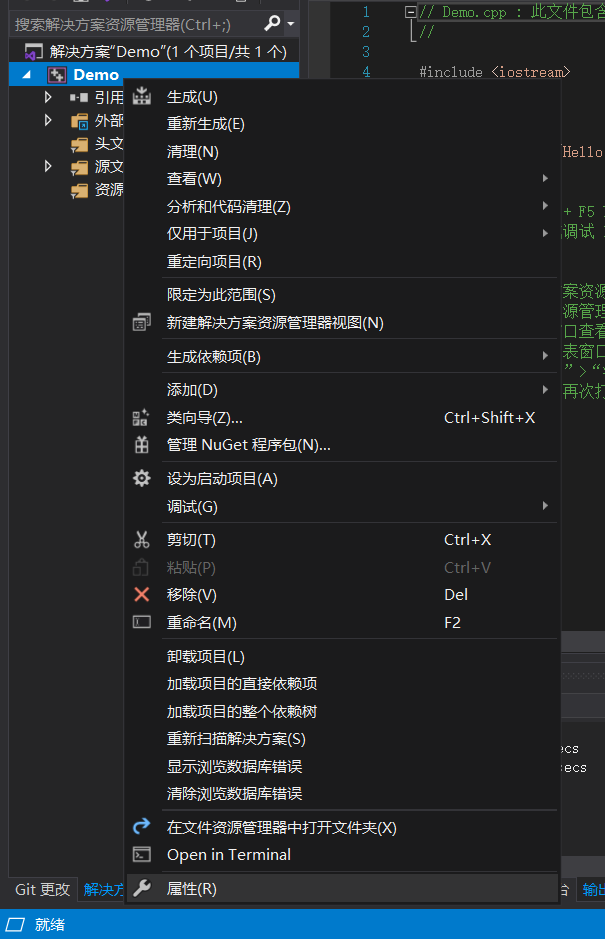 搜索解决方案资源管理器(Ctrl+;)
解决方案"Demo"(1 个项目/共 1 个)
Demo
引用
外部
头文
源文
资源
生成(U)
重新生成(E)
清理(N)
查看(W)
分析和代码清理(Z)
仅用于项目(J)
重定向项目(R)
限定为此范围(S)
新建解决方案资源管理器视图(N)
生成依赖项(B)
添加(D)
类向导(Z)... Ctrl+Shift+X
管理 NuGet 程序包(N)...
设为启动项目(A)
调试(G)
剪切(T) Ctrl+X
粘贴(P) Ctrl+V
移除(V) Del
重命名(M) F2
卸载项目(L)
加载项目的直接依赖项
加载项目的整个依赖树
重新扫描解决方案(S)
显示浏览数据库错误
清除浏览数据库错误
在文件资源管理器中打开文件夹(X)
Open in Terminal
属性(R)
1 // Demo.cpp : 此文件包含
2 //
3
4 #include <iostream>
Hello
+ F5
调试
案资源
源管理
口查看
表窗口
”>“
再次打
ecs
ecs
Git 更改
解决方
台
输出
就绪